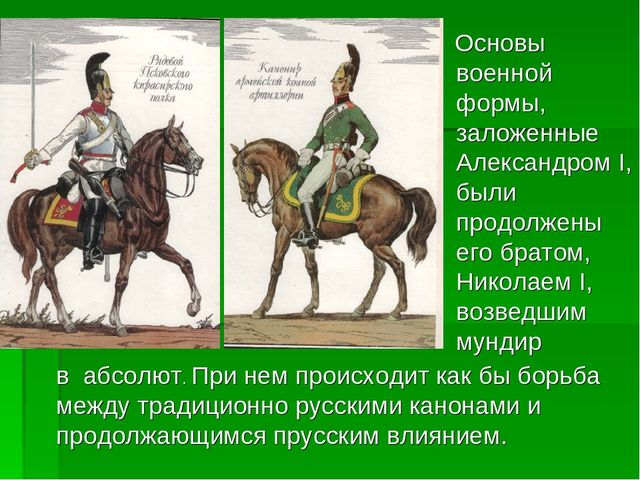 Рядовой
Псковского
кирасирского
полка
Канонир
армейской конной
артиллерии
Основы
военной
формы,
заложенные
Александром I,
были
продолжены
его братом,
Николаем I,
возведшим
мундир
в абсолют. При нем происходит как бы борьба
между традиционно русскими канонами и
продолжающимся прусским влиянием.